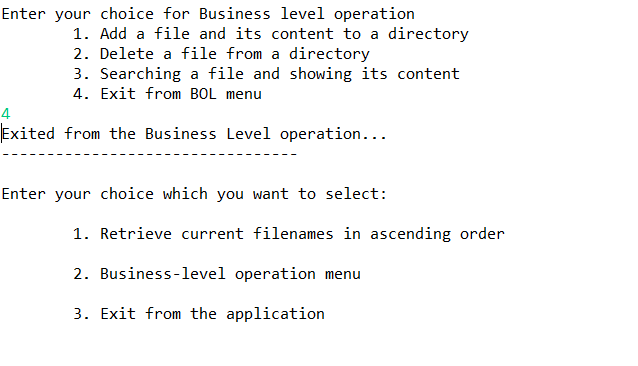 Enter your choice for Business level operation
1. Add a file and its content to a directory
2. Delete a file from a directory
3. Searching a file and showing its content
4. Exit from BOL menu
4
Exited from the Business Level operation...
---------------------------------
Enter your choice which you want to select:
1. Retrieve current filenames in ascending order
2. Business-level operation menu
3. Exit from the application